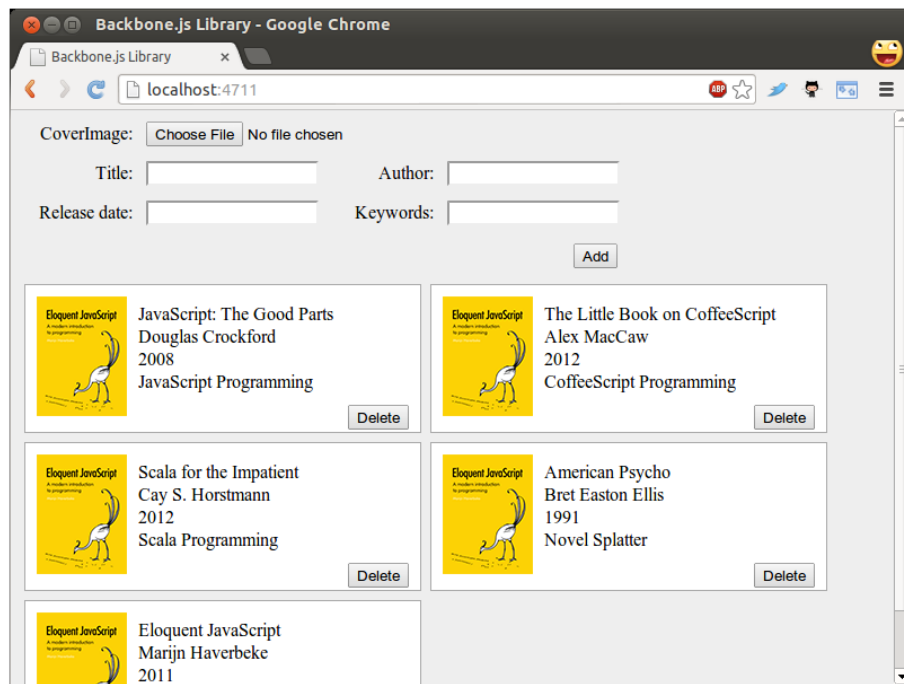 Backbone.js Library - Google Chrome
Backbone.js Library
localhost:4711
ABP
CoverImage: Choose File No file chosen
Title: Author:
Release date: Keywords:
Add
Eloquent JavaScript
A modern introduction
to programming
JavaScript: The Good Parts
Douglas Crockford
2008
JavaScript Programming
Delete
Eloquent JavaScript
A modern introduction
to programming
The Little Book on CoffeeScript
Alex MacCaw
2012
CoffeeScript Programming
Delete
Eloquent JavaScript
A modern introduction
to programming
Scala for the Impatient
Cay S. Horstmann
2012
Scala Programming
Delete
Eloquent JavaScript
A modern introduction
to programming
American Psycho
Bret Easton Ellis
1991
Novel Splatter
Delete
Eloquent JavaScript
A modern introduction
to programming
Eloquent JavaScript
Marijn Haverbeke
2011